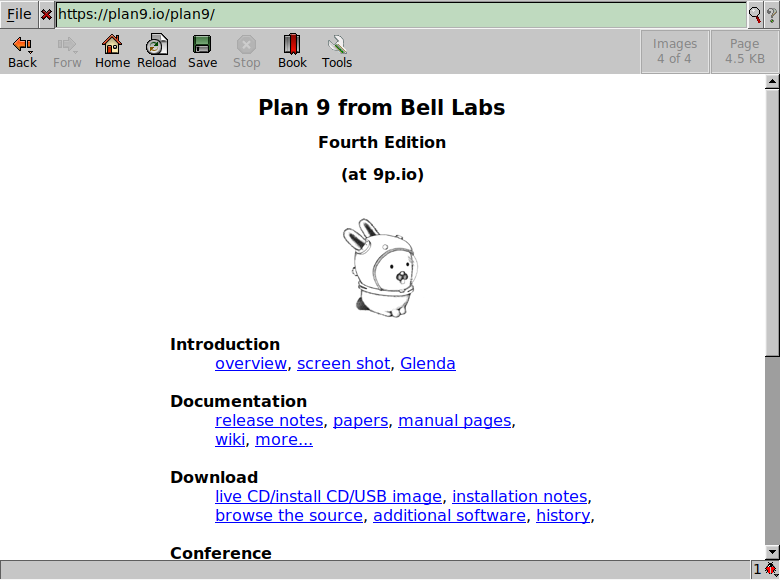 File https://plan9.io/plan9/ ?
Back Forw Home Reload Save Stop Book Tools Images Page
4 of 4 4.5 KB
Plan 9 from Bell Labs
Fourth Edition
(at 9p.io)
Introduction
overview, screen shot, Glenda
Documentation
release notes, papers, manual pages,
wiki, more...
Download
live CD/install CD/USB image, installation notes,
browse the source, additional software, history,
Conference
1